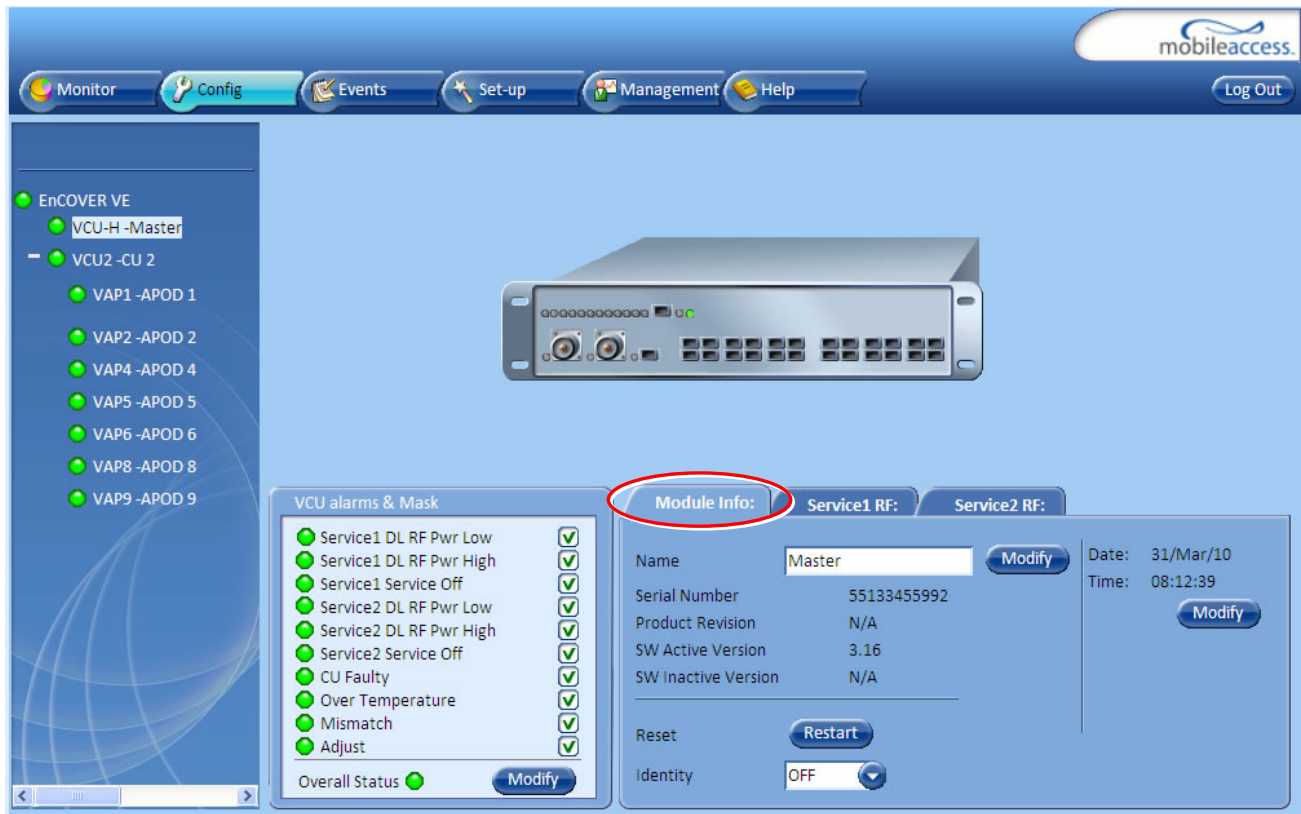 mobileaccess.
Monitor
Config
Events
Set-up
Management
Help
Log Out
EnCOVER VE
VCU-H -Master
VCU2 -CU 2
VAP1 -APOD 1
VAP2 -APOD 2
VAP4 -APOD 4
VAP5 -APOD 5
VAP6 -APOD 6
VAP8 -APOD 8
VAP9 -APOD 9
VCU alarms & Mask
Service1 DL RF Pwr Low
Service1 DL RF Pwr High
Service1 Service Off
Service2 DL RF Pwr Low
Service2 DL RF Pwr High
Service2 Service Off
CU Faulty
Over Temperature
Mismatch
Adjust
Overall Status
Modify
Module Info:
Service1 RF:
Service2 RF:
Name Master Modify
Serial Number 55133455992
Product Revision N/A
SW Active Version 3.16
SW Inactive Version N/A
Reset Restart
Identity OFF
Date: 31/Mar/10
Time: 08:12:39
Modify